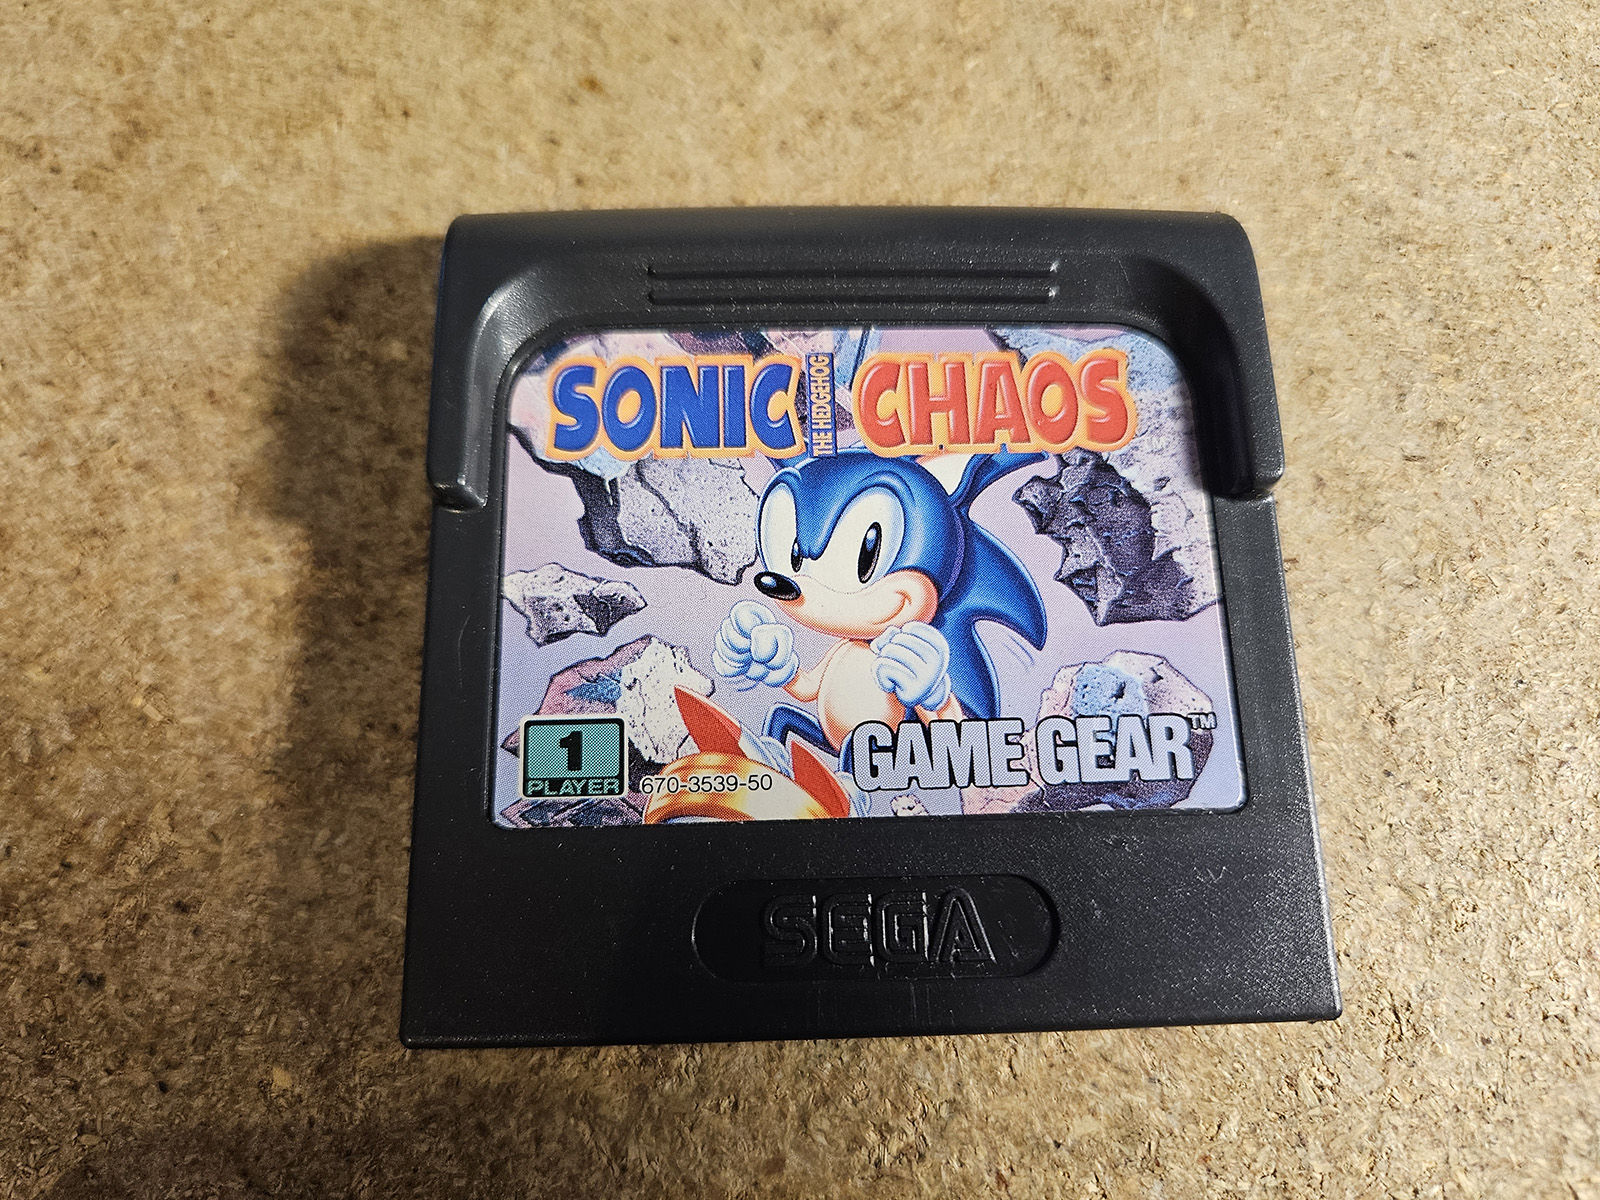 SONIC THE HEDGEHOG CHAOS
GAME GEAR™
1
PLAYER
670-3539-50
SEGA